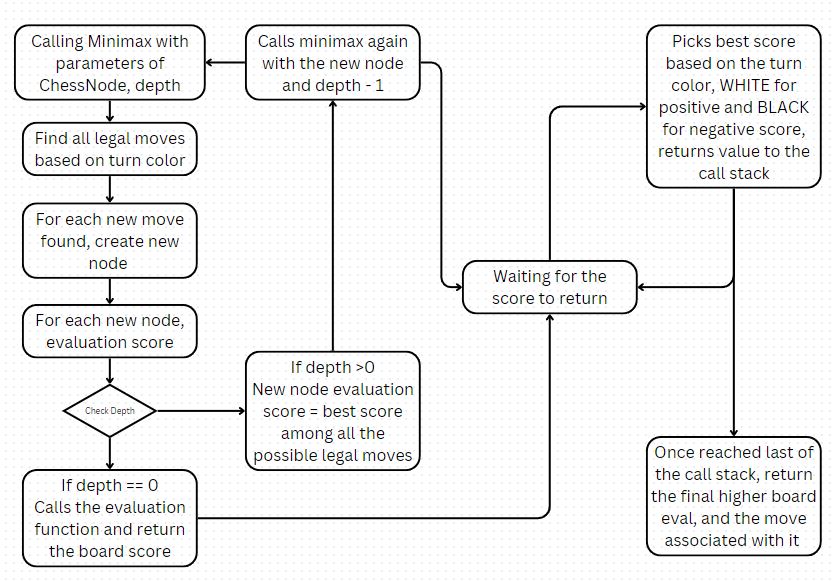 Calling Minimax with
parameters of
ChessNode, depth
Calls minimax again
with the new node
and depth - 1
Picks best score
based on the turn
color, WHITE for
positive and BLACK
for negative score,
returns value to the
call stack
Find all legal moves
based on turn color
For each new move
found, create new
node
Waiting for the
score to return
For each new node,
evaluation score
If depth >0
New node evaluation
score = best score
among all the
possible legal moves
Check Depth
If depth == 0
Calls the evaluation
function and return
the board score
Once reached last of
the call stack, return
the final higher board
eval, and the move
associated with it